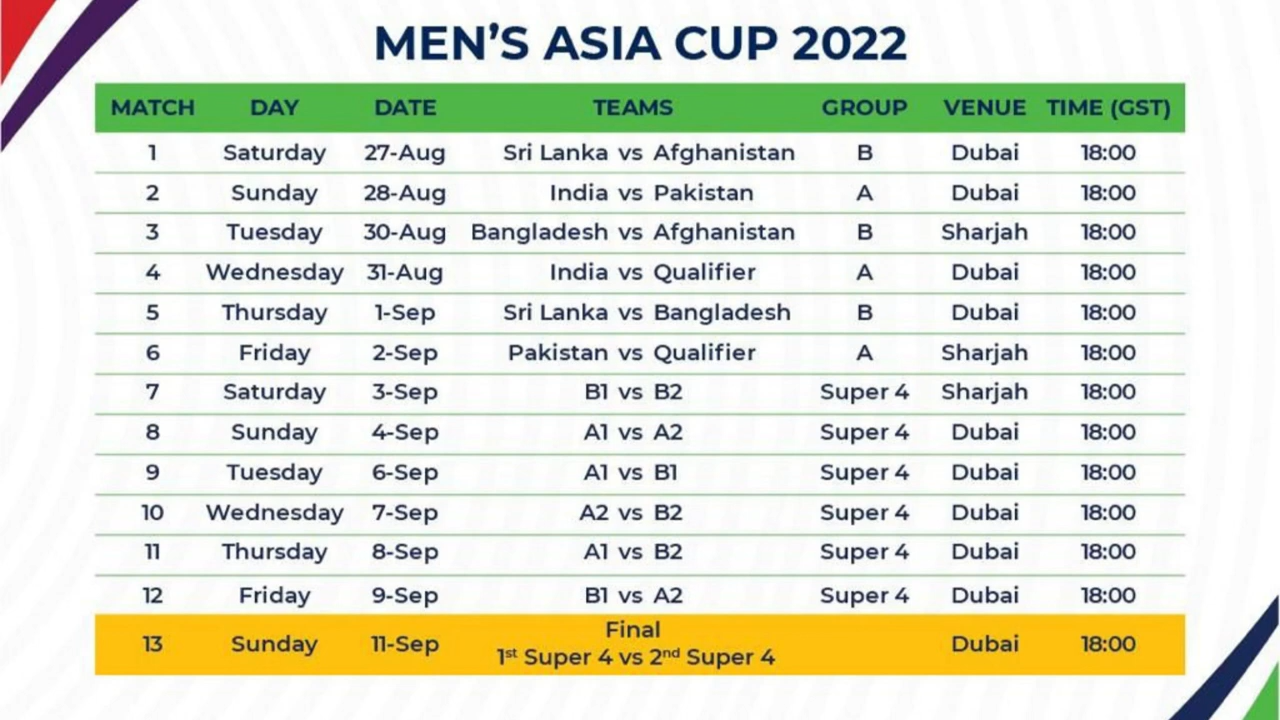 MEN'S ASIA CUP 2022
MATCH DAY DATE TEAMS GROUP VENUE TIME (GST)
1 Saturday 27-Aug Sri Lanka vs Afghanistan B Dubai 18:00
2 Sunday 28-Aug India vs Pakistan A Dubai 18:00
3 Tuesday 30-Aug Bangladesh vs Afghanistan B Sharjah 18:00
4 Wednesday 31-Aug India vs Qualifier A Dubai 18:00
5 Thursday 1-Sep Sri Lanka vs Bangladesh B Dubai 18:00
6 Friday 2-Sep Pakistan vs Qualifier A Sharjah 18:00
7 Saturday 3-Sep B1 vs B2 Super 4 Sharjah 18:00
8 Sunday 4-Sep A1 vs A2 Super 4 Dubai 18:00
9 Tuesday 6-Sep A1 vs B1 Super 4 Dubai 18:00
10 Wednesday 7-Sep A2 vs B2 Super 4 Dubai 18:00
11 Thursday 8-Sep A1 vs B2 Super 4 Dubai 18:00
12 Friday 9-Sep B1 vs A2 Super 4 Dubai 18:00
Final
13 Sunday 11-Sep 1st Super 4 vs 2nd Super 4 Dubai 18:00